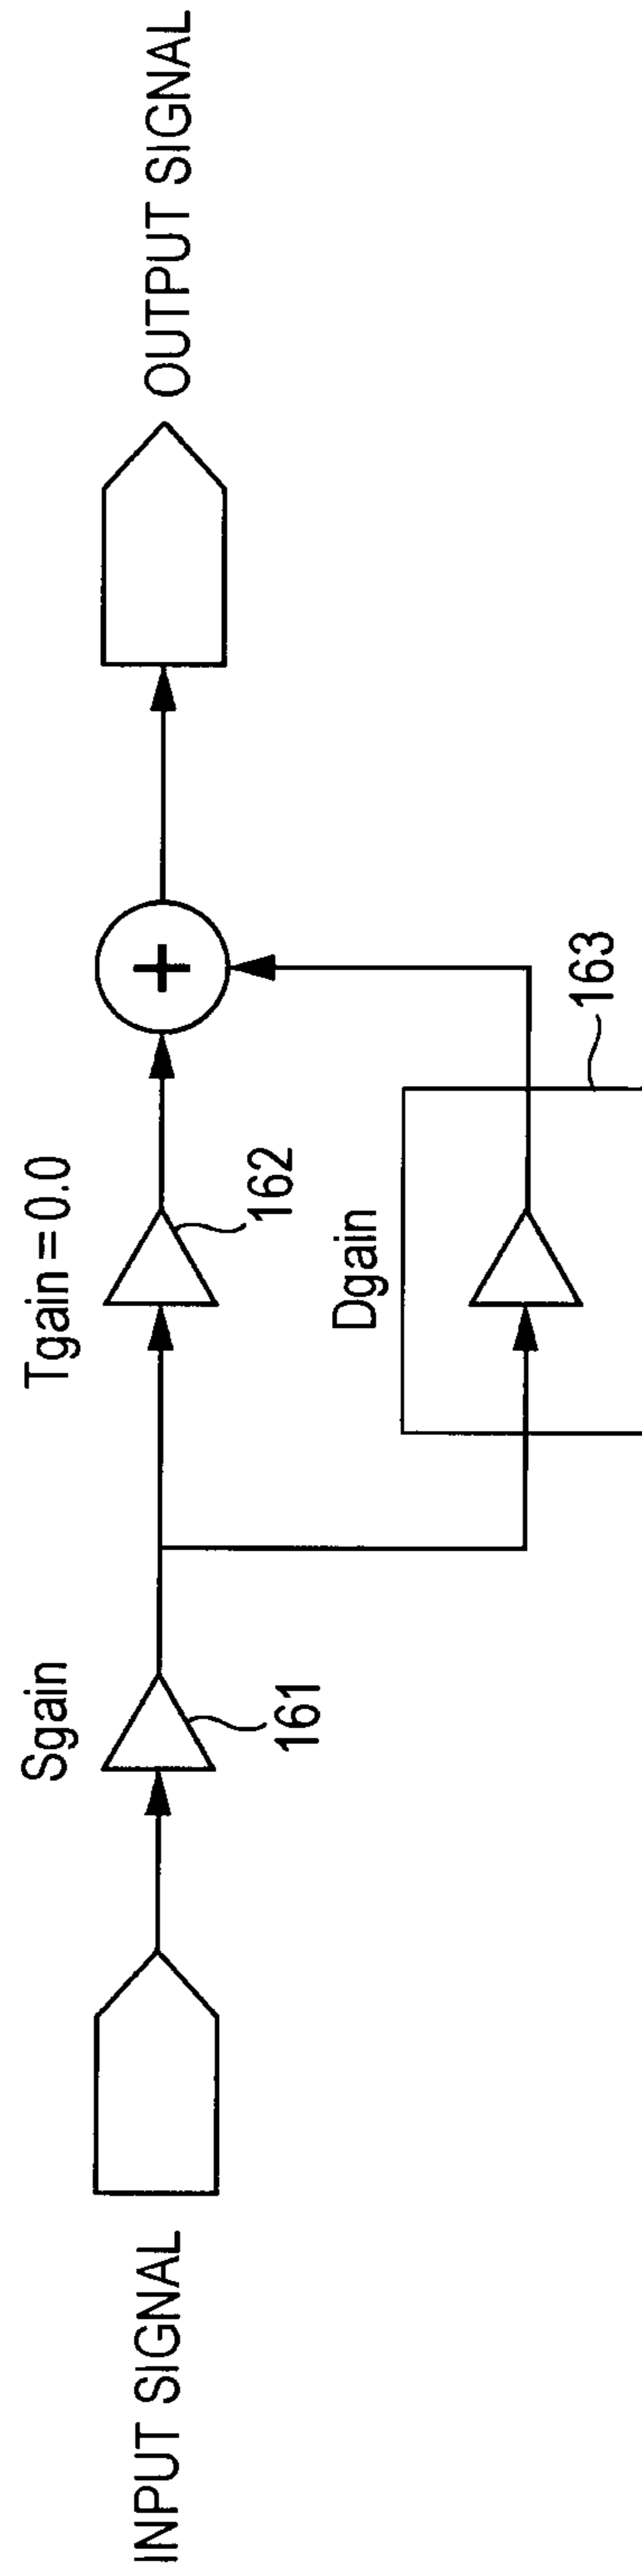 INPUT SIGNAL
Sgain
161
Tgain = 0.0
162
Dgain
163
+
OUTPUT SIGNAL